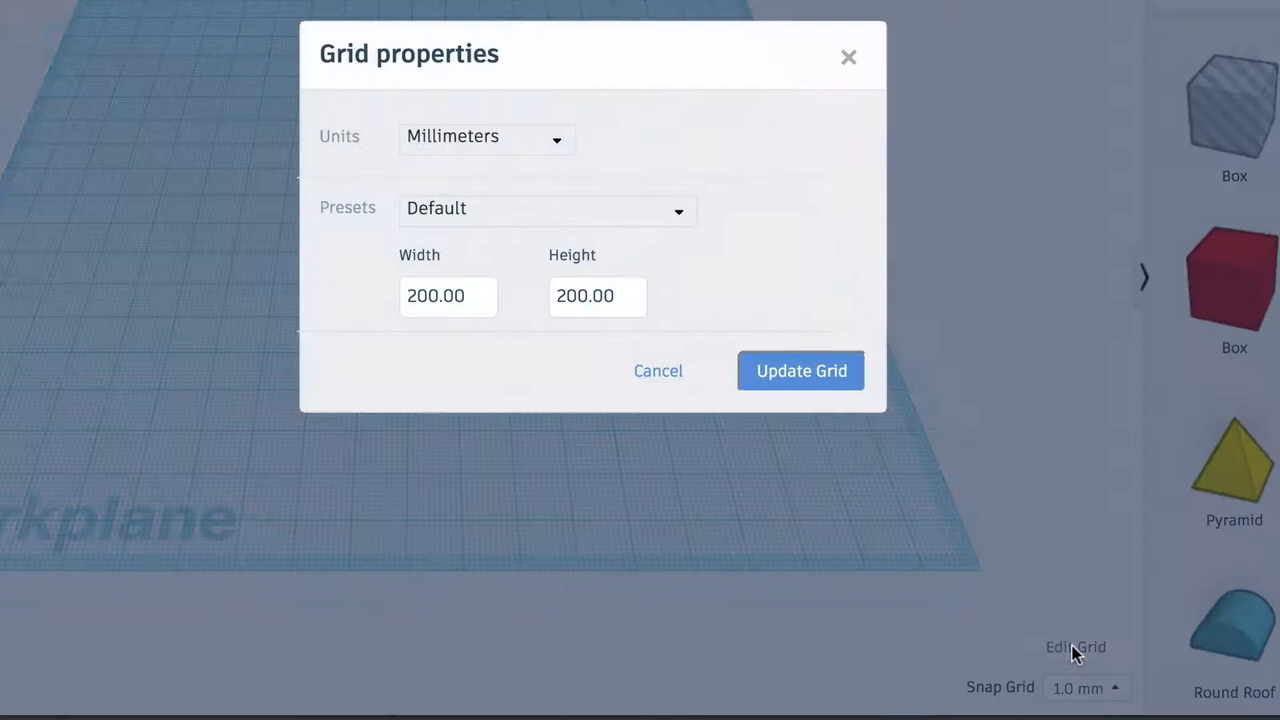 Grid properties
Units Millimeters
Presets Default
Width Height
200.00 200.00
Cancel Update Grid
Box
Box
Pyramid
Round Roof
rkplane
Edit Grid
Snap Grid 1.0 mm